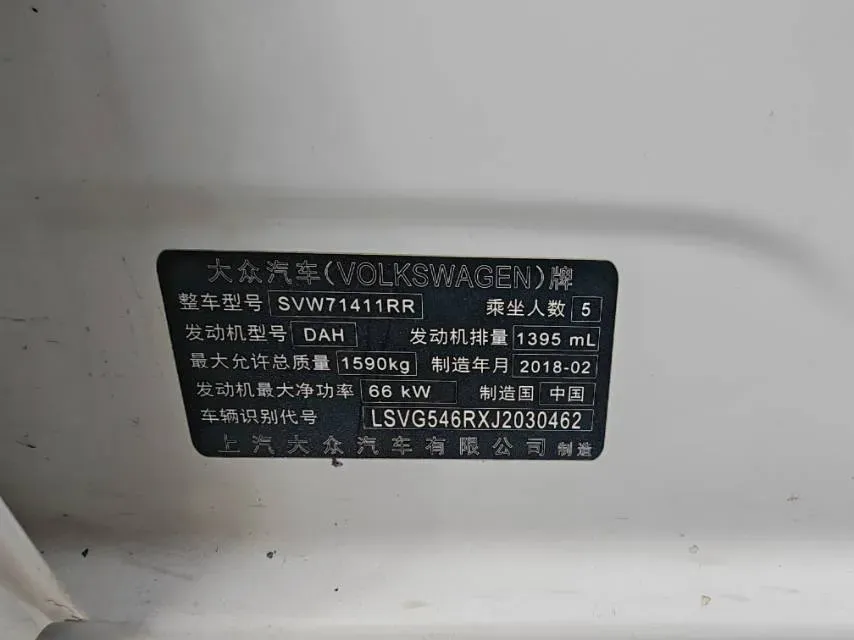 大众汽车(VOLKSWAGEN)牌
整车型号 SVW71411RR 乘坐人数 5
发动机型号 DAH 发动机排量 1395 mL
最大允许总质量 1590kg 制造年月 2018-02
发动机最大净功率 66 kW 制造国 中国
车辆识别代号 LSVG546RXJ2030462
上汽大众汽车有限公司 制造